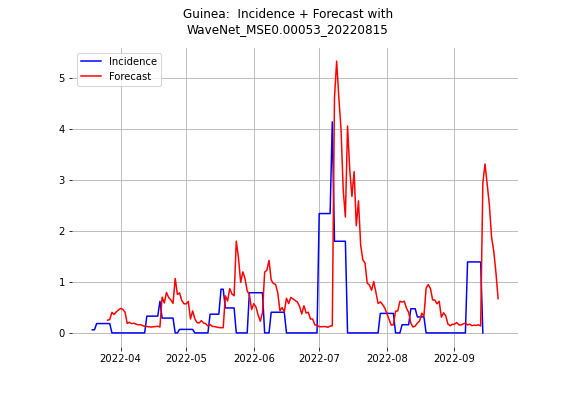 Guinea:  Incidence + Forecast with
WaveNet_MSE0.00053_20220815
Incidence
Forecast
5
4
3
2
1
0
2022-04 2022-05 2022-06 2022-07 2022-08 2022-09